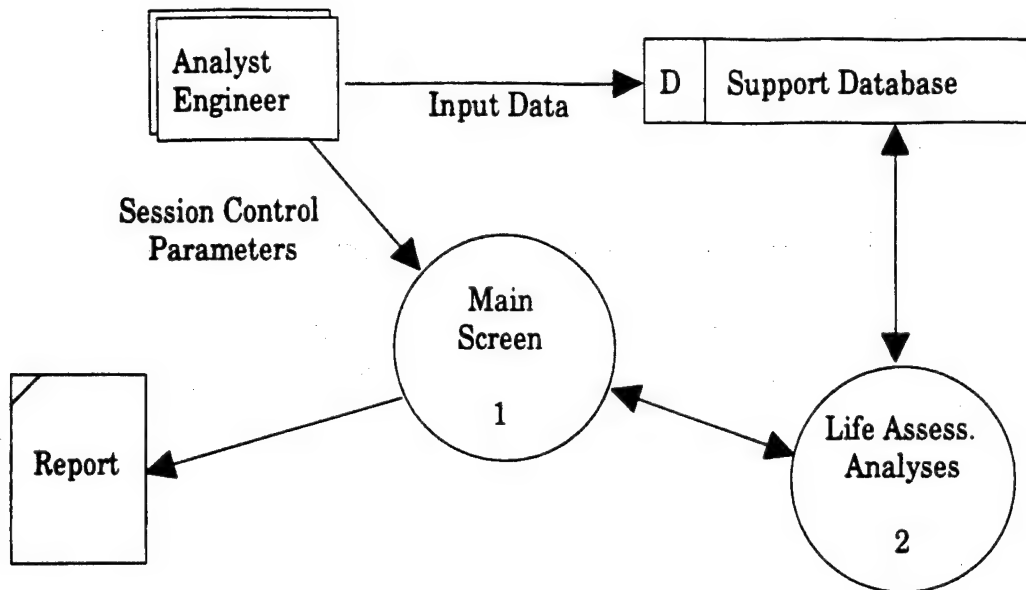 Analyst
Engineer
Input Data
D
Support Database
Session Control
Parameters
Main
Screen
1
Report
Life Assess.
Analyses
2